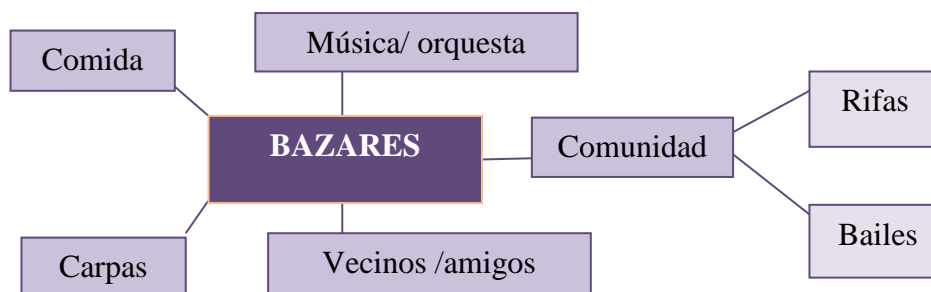 Música/ orquesta
Comida
Rifas
BAZARES
Comunidad
Bailes
Carpas
Vecinos /amigos